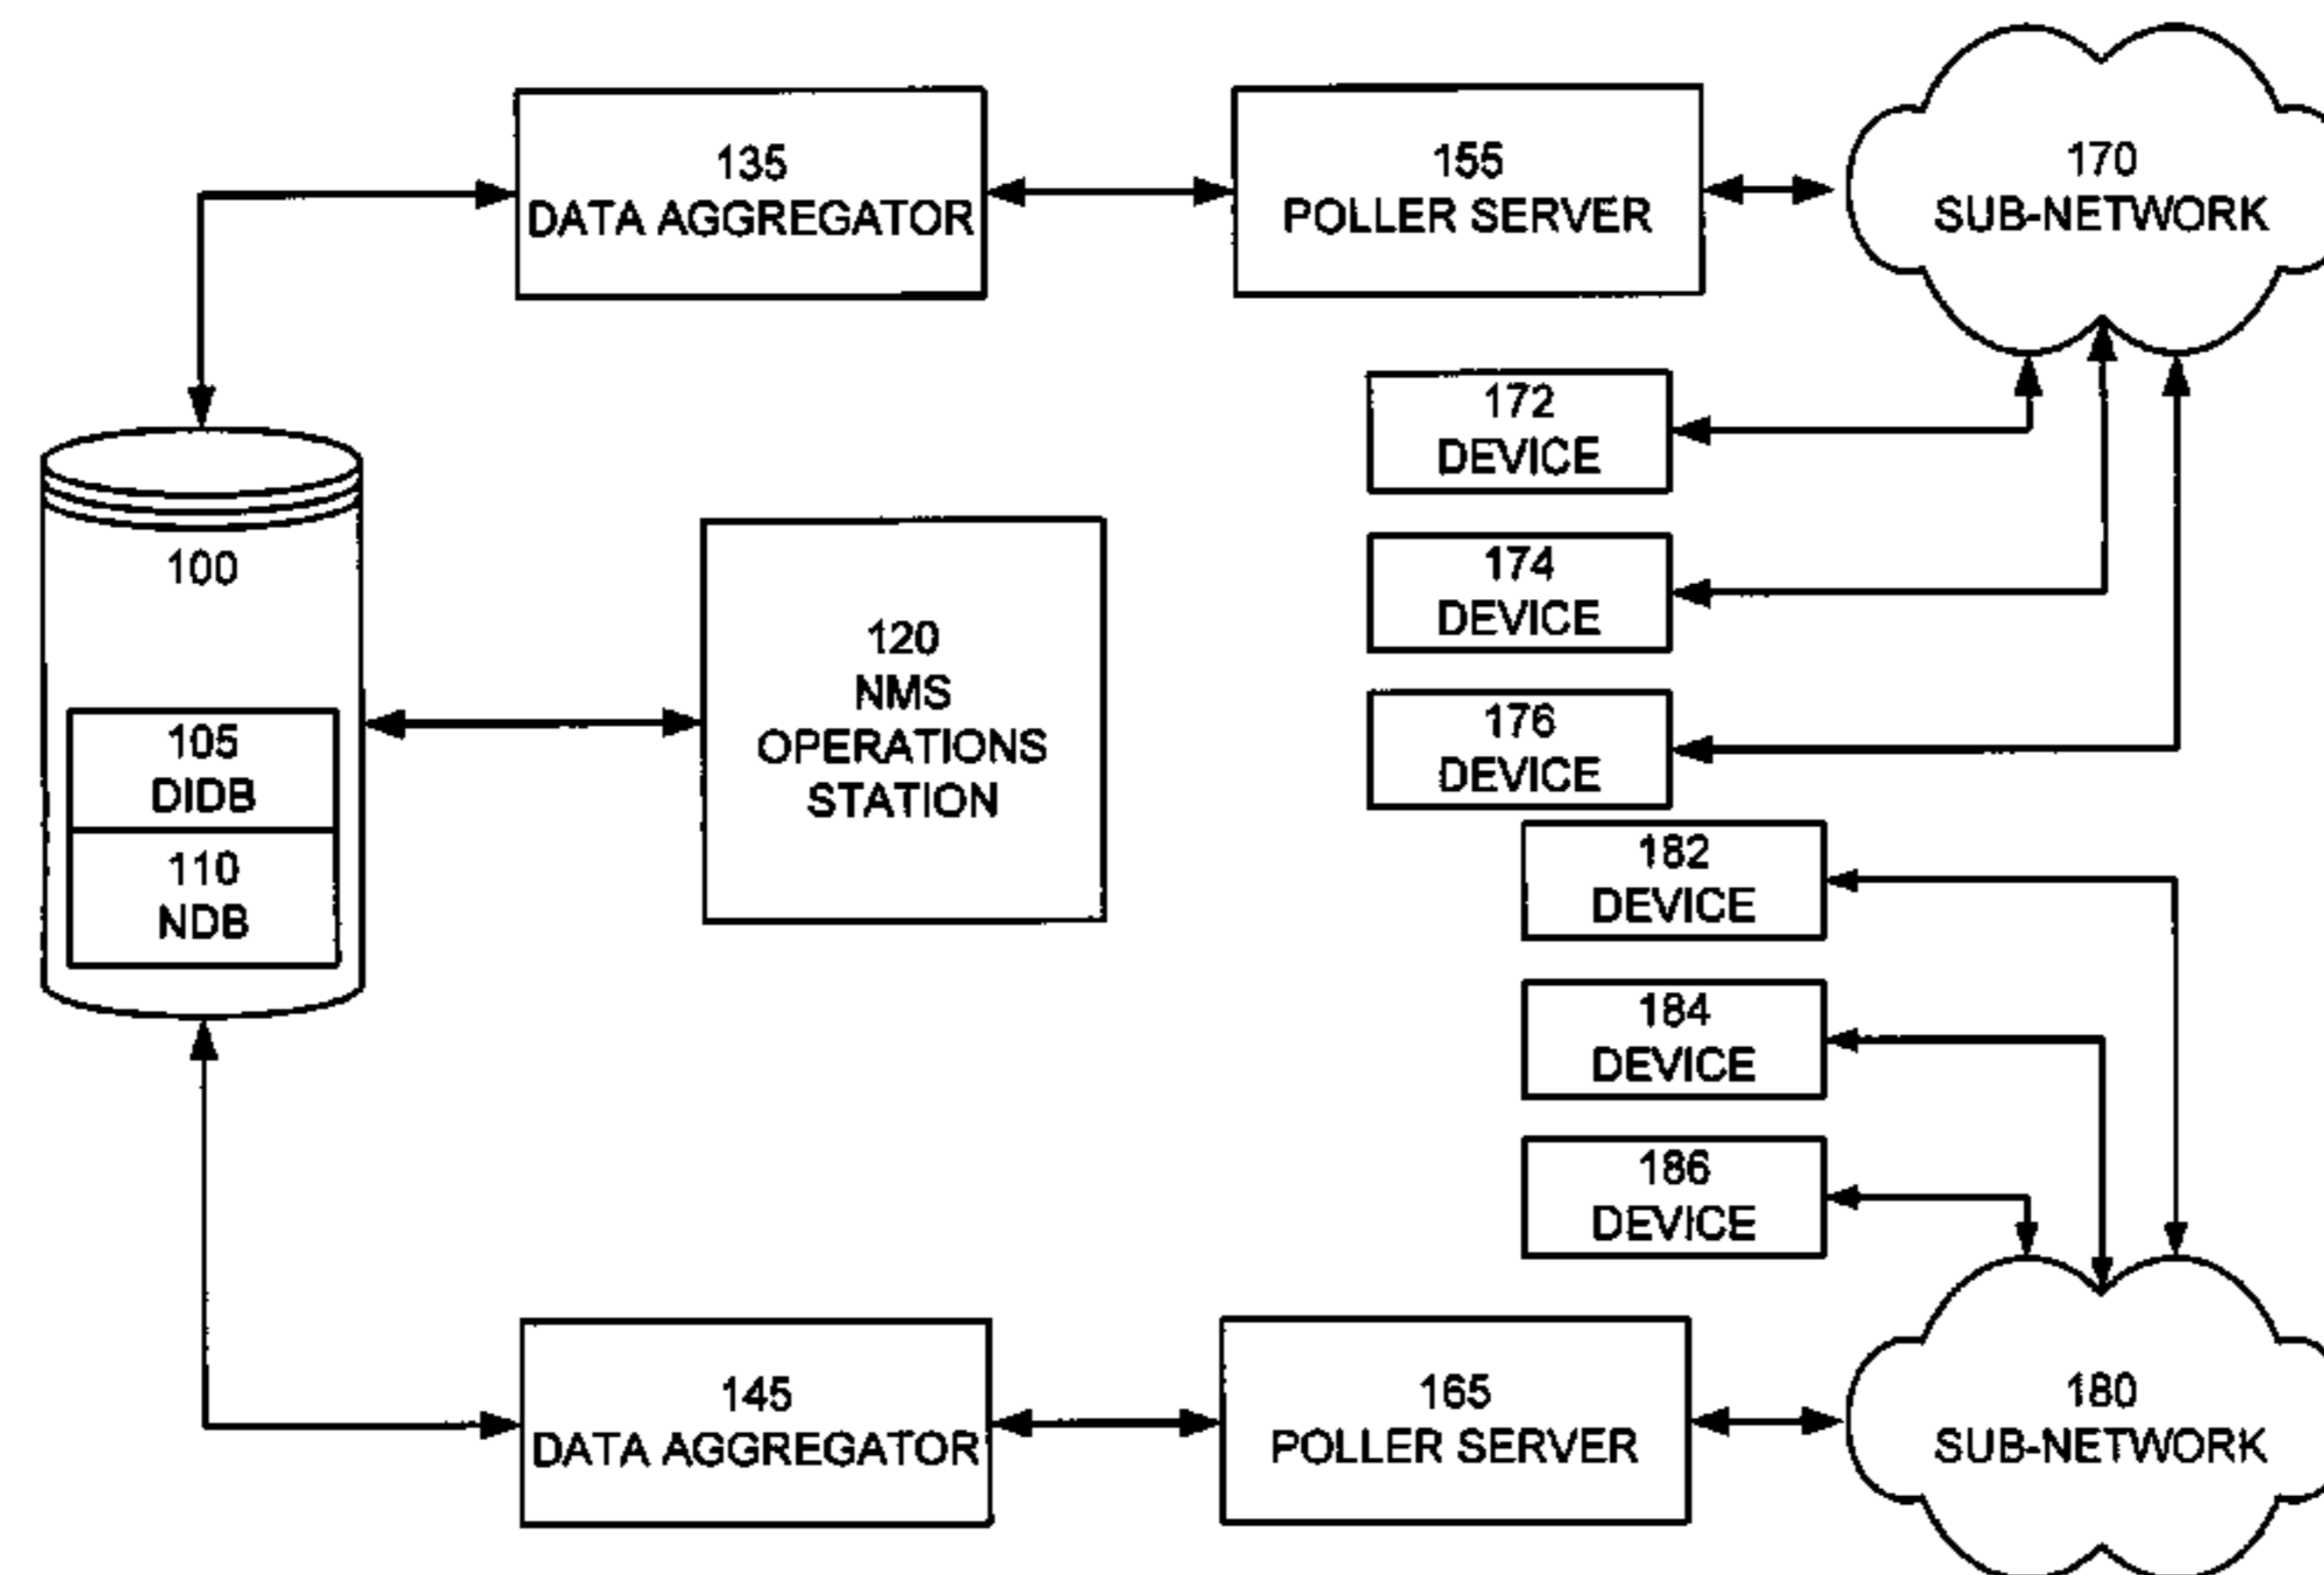 135
DATA AGGREGATOR
155
POLLER SERVER
170
SUB-NETWORK
172
DEVICE
174
DEVICE
176
DEVICE
100
105
DIDB
110
NDB
120
NMS
OPERATIONS
STATION
182
DEVICE
184
DEVICE
186
DEVICE
145
DATA AGGREGATOR
165
POLLER SERVER
180
SUB-NETWORK